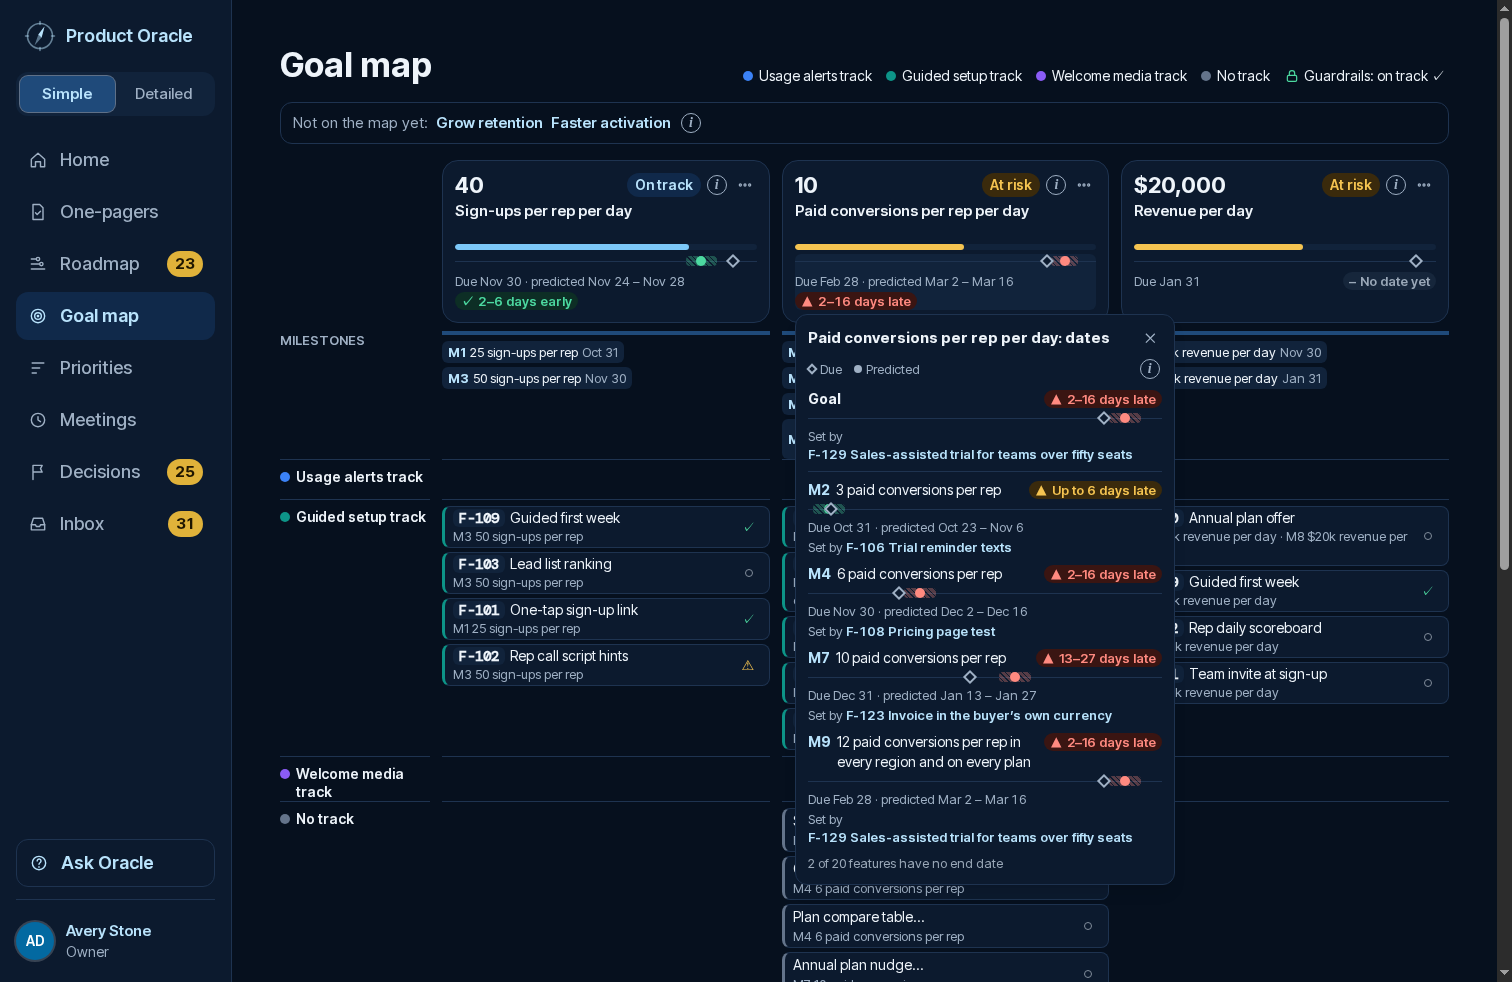 Product Oracle
Simple
Detailed
Home
One-pagers
Roadmap 23
Goal map
Priorities
Meetings
Decisions 25
Inbox 31
Ask Oracle
AD
Avery Stone
Owner
Goal map
Usage alerts track
Guided setup track
Welcome media track
No track
Guardrails: on track ✓
Not on the map yet: Grow retention Faster activation i
40 On track i •••
Sign-ups per rep per day
Due Nov 30 · predicted Nov 24 – Nov 28
✓ 2–6 days early
10 At risk i •••
Paid conversions per rep per day
Due Feb 28 · predicted Mar 2 – Mar 16
▲ 2–16 days late
$20,000 At risk i •••
Revenue per day
Due Jan 31 – No date yet
MILESTONES
M1 25 sign-ups per rep Oct 31
M3 50 sign-ups per rep Nov 30
k revenue per day Nov 30
k revenue per day Jan 31
Usage alerts track
Guided setup track
F-109 Guided first week ✓
M3 50 sign-ups per rep
F-103 Lead list ranking
M3 50 sign-ups per rep
F-101 One-tap sign-up link ✓
M1 25 sign-ups per rep
F-102 Rep call script hints ⚠
M3 50 sign-ups per rep
Annual plan offer
k revenue per day · M8 $20k revenue per
Guided first week ✓
k revenue per day
Rep daily scoreboard
k revenue per day
Team invite at sign-up
k revenue per day
Welcome media
track
No track
M4 6 paid conversions per rep
Plan compare table…
M4 6 paid conversions per rep
Annual plan nudge…
Paid conversions per rep per day: dates
Due Predicted i
Goal ▲ 2–16 days late
Set by
F-129 Sales-assisted trial for teams over fifty seats
M2 3 paid conversions per rep ▲ Up to 6 days late
Due Oct 31 · predicted Oct 23 – Nov 6
Set by F-106 Trial reminder texts
M4 6 paid conversions per rep ▲ 2–16 days late
Due Nov 30 · predicted Dec 2 – Dec 16
Set by F-108 Pricing page test
M7 10 paid conversions per rep ▲ 13–27 days late
Due Dec 31 · predicted Jan 13 – Jan 27
Set by F-123 Invoice in the buyer’s own currency
M9 12 paid conversions per rep in ▲ 2–16 days late
every region and on every plan
Due Feb 28 · predicted Mar 2 – Mar 16
Set by
F-129 Sales-assisted trial for teams over fifty seats
2 of 20 features have no end date